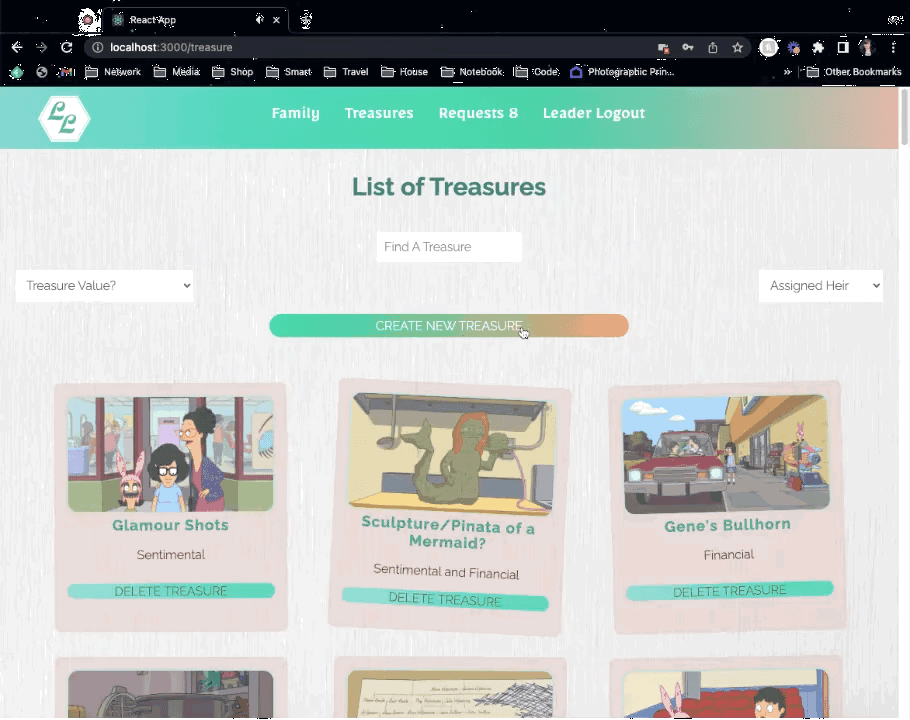 React App
localhost:3000/treasure
Network Media Shop Smart Travel House Notebook Code Photographic Prin... » Other Bookmarks
LL
Family Treasures Requests 8 Leader Logout
List of Treasures
Find A Treasure
Treasure Value? Assigned Heir
CREATE NEW TREASURE
Glamour Shots
Sentimental
DELETE TREASURE
Sculpture/Pinata of a
Mermaid?
Sentimental and Financial
DELETE TREASURE
Gene's Bullhorn
Financial
DELETE TREASURE